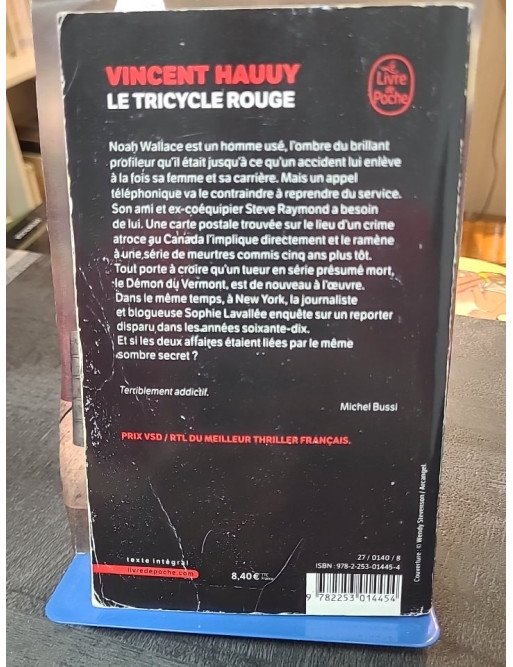 VINCENT HAUUY
LE TRICYCLE ROUGE
Le
Livre
de
Poche
Noah Wallace est un homme usé, l'ombre du brillant
profileur qu'il était jusqu'à ce qu'un accident lui enlève
à la fois sa femme et sa carrière. Mais un appel
téléphonique va le contraindre à reprendre du service.
Son ami et ex-coéquipier Steve Raymond a besoin
de lui. Une carte postale trouvée sur le lieu d'un crime
atroce au Canada l'implique directement et le ramène
à une série de meurtres commis cinq ans plus tôt.
Tout porte à croire qu'un tueur en série présumé mort,
le Démon du Vermont, est de nouveau à l'œuvre.
Dans le même temps, à New York, la journaliste
et blogueuse Sophie Lavallée enquête sur un reporter
disparu dans les années soixante-dix.
Et si les deux affaires étaient liées par le même
sombre secret ?
Terriblement addictif.
Michel Bussi
PRIX VSD / RTL DU MEILLEUR THRILLER FRANÇAIS.
Couverture : © Wendy Stevenson / Arcangel.
texte intégral
livredepoche.com
8,40 €
27 / 0140 / 8
ISBN : 978-2-253-01445-4
9 782253 014454